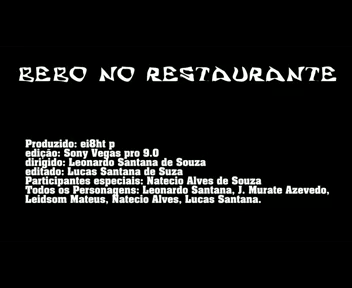 BEBO NO RESTAURANTE
Produzido: ei8ht p
edição: Sony Vegas pro 9.0
dirigido: Leonardo Santana de Souza
editado: Lucas Santana de Suza
Participantes especiais: Natecio Alves de Souza
Todos os Personagens: Leonardo Santana, J. Murate Azevedo,
Leidsom Mateus, Natecio Alves, Lucas Santana.